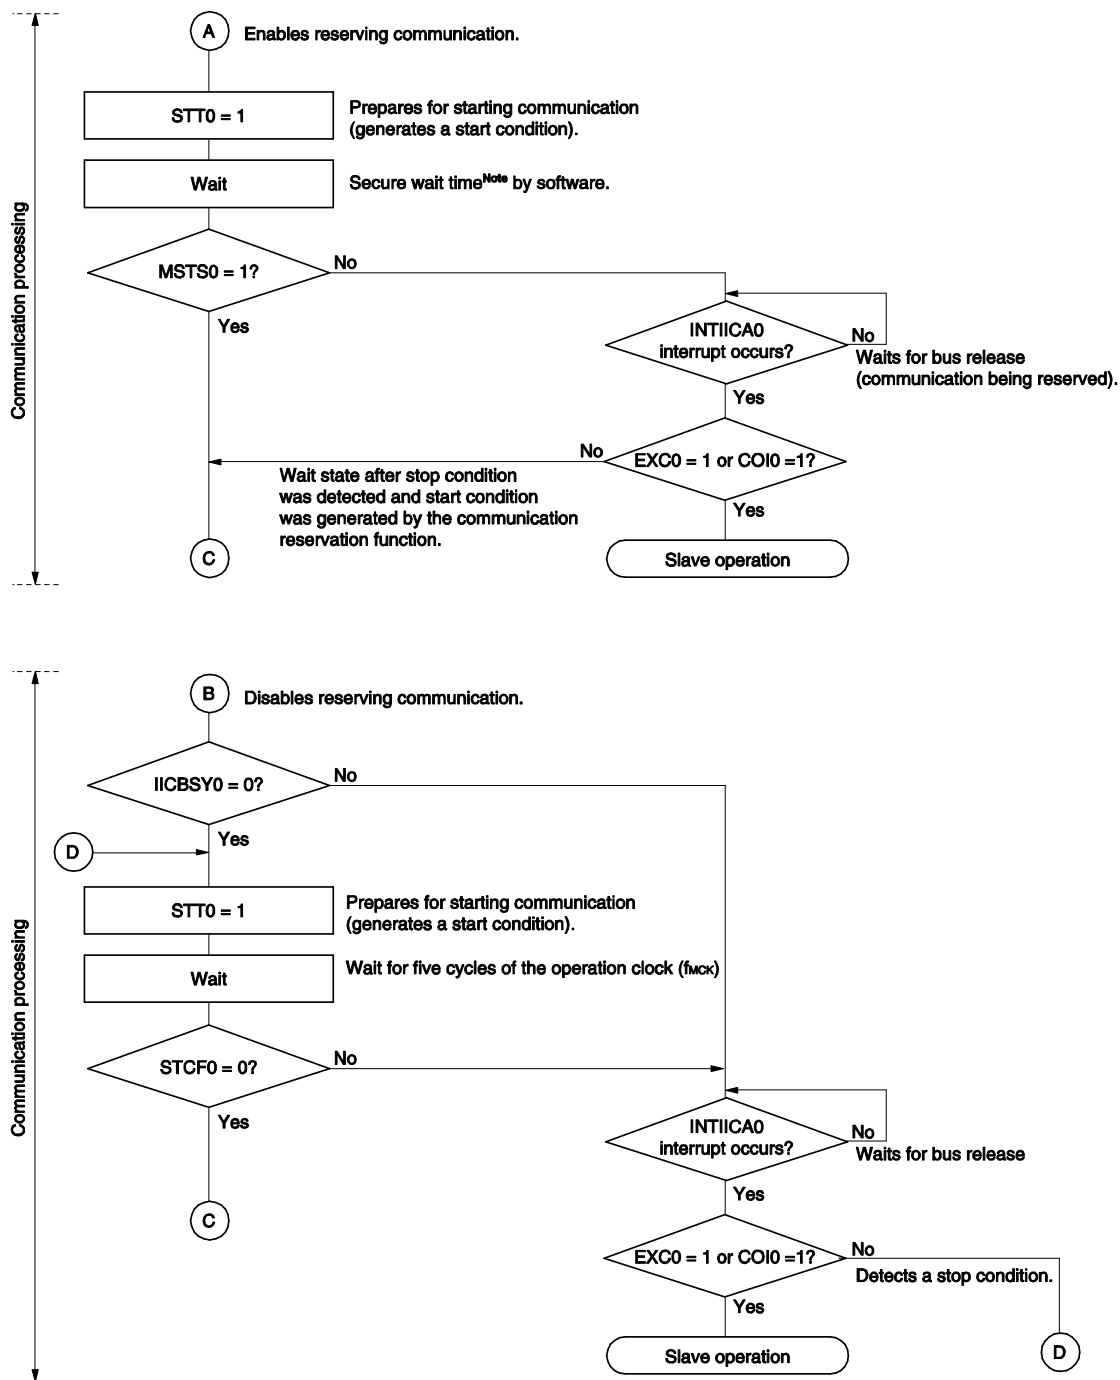 A
Enables reserving communication.
STT0 = 1
Prepares for starting communication
(generates a start condition).
Wait
Secure wait timeNote by software.
MSTS0 = 1?
No
Yes
INTIICA0
interrupt occurs?
No
Waits for bus release
(communication being reserved).
Yes
EXC0 = 1 or COI0 =1?
No
Wait state after stop condition
was detected and start condition
was generated by the communication
reservation function.
Yes
C
Slave operation
Communication processing
B
Disables reserving communication.
IICBSY0 = 0?
No
Yes
D
STT0 = 1
Prepares for starting communication
(generates a start condition).
Wait
Wait for five cycles of the operation clock (fMCK)
STCF0 = 0?
No
Yes
INTIICA0
interrupt occurs?
No
Waits for bus release
Yes
C
EXC0 = 1 or COI0 =1?
No
Detects a stop condition.
Yes
Slave operation
D
Communication processing